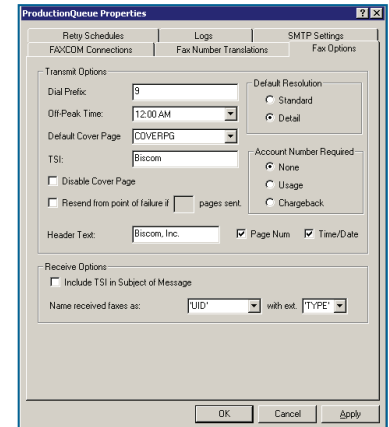 ProductionQueue Properties
Retry Schedules
Logs
SMTP Settings
FAXCOM Connections
Fax Number Translations
Fax Options
Transmit Options
Dial Prefix:
9
Off-Peak Time:
12:00 AM
Default Cover Page
COVERPG
TSI:
Biscom
Disable Cover Page
Resend from point of failure if
pages sent.
Default Resolution
Standard
Detail
Account Number Required
None
Usage
Chargeback
Header Text:
Biscom, Inc.
Page Num
Time/Date
Receive Options
Include TSI in Subject of Message
Name received faxes as:
'UID'
with ext.
'TYPE'
OK
Cancel
Apply